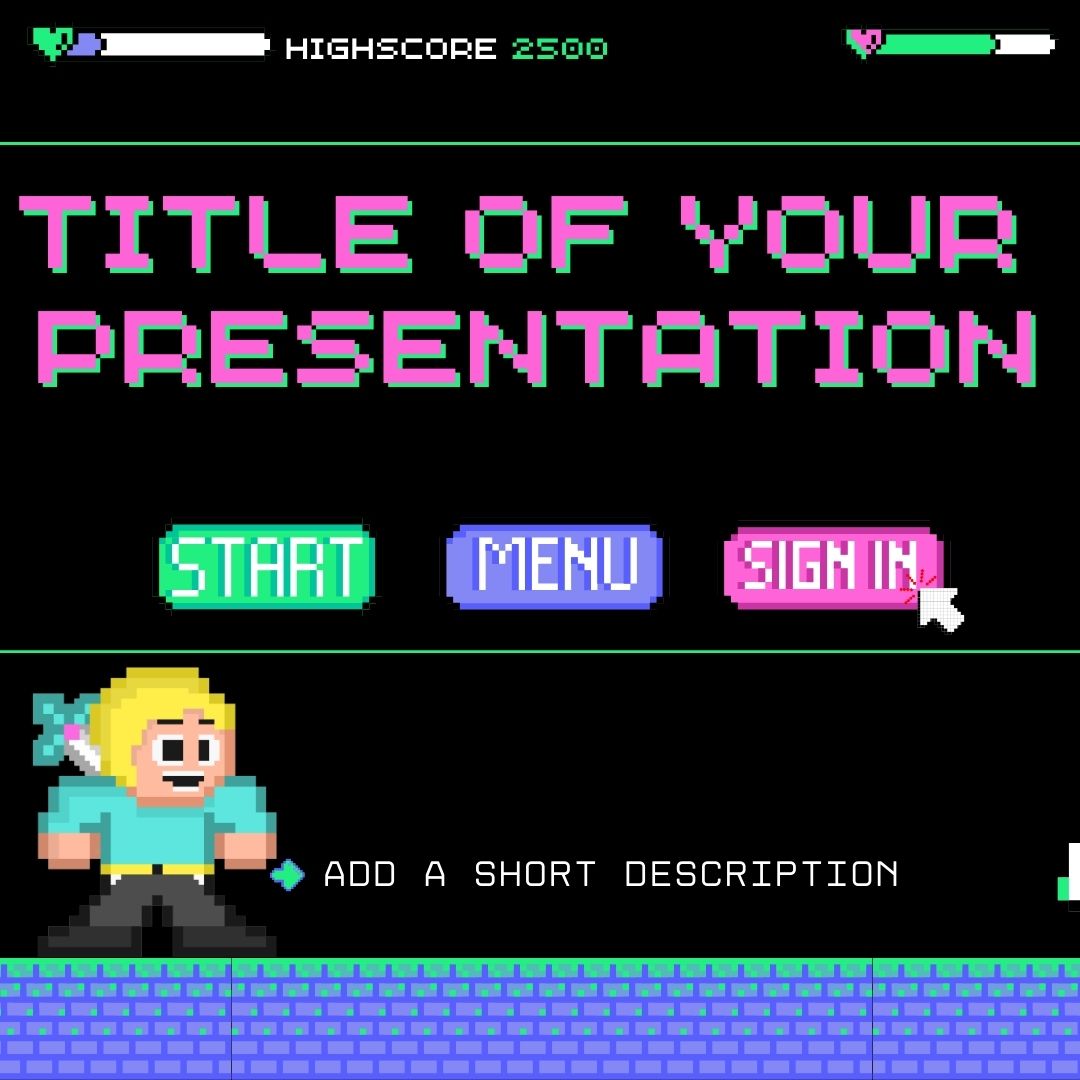 HIGHSCORE 2500
TITLE OF YOUR
PRESENTATION
START MENU SIGN IN
ADD A SHORT DESCRIPTION